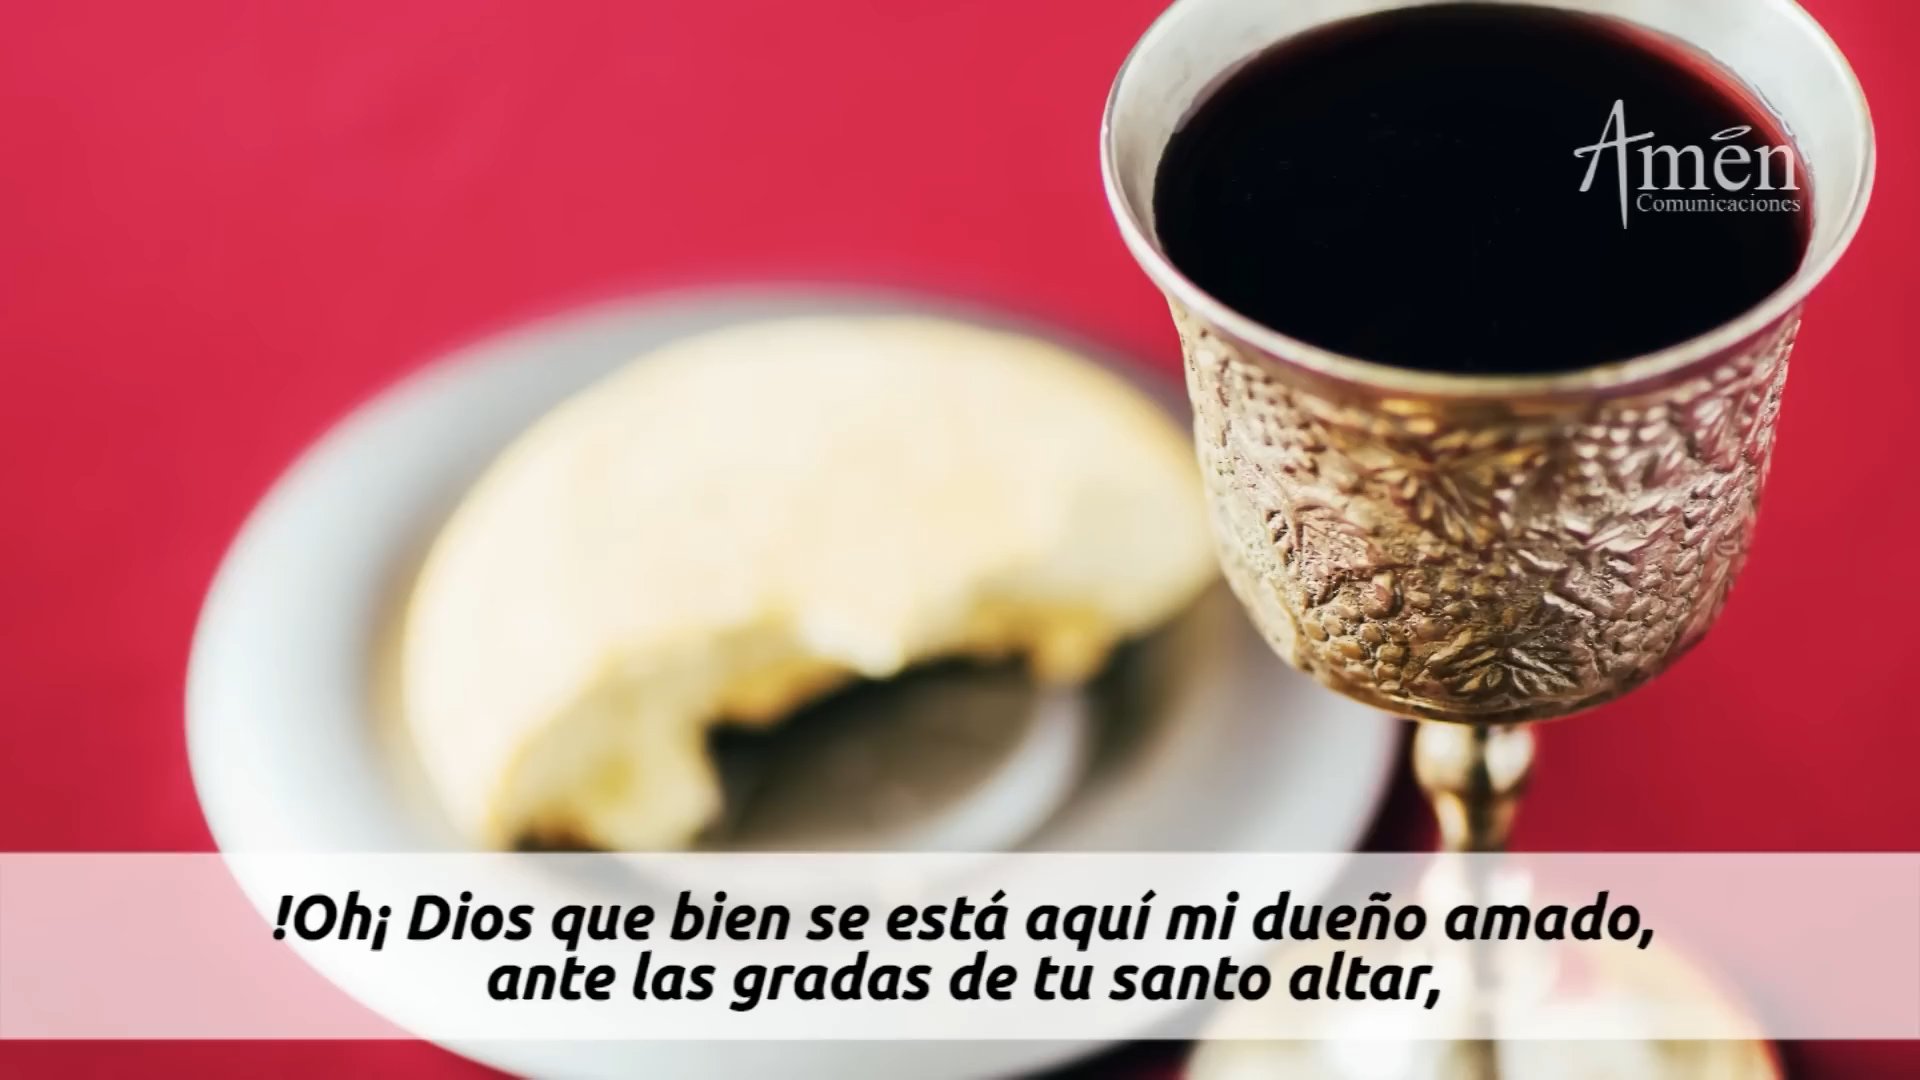 Amén
Comunicaciones
!Oh¡ Dios que bien se está aquí mi dueño amado,
ante las gradas de tu santo altar,